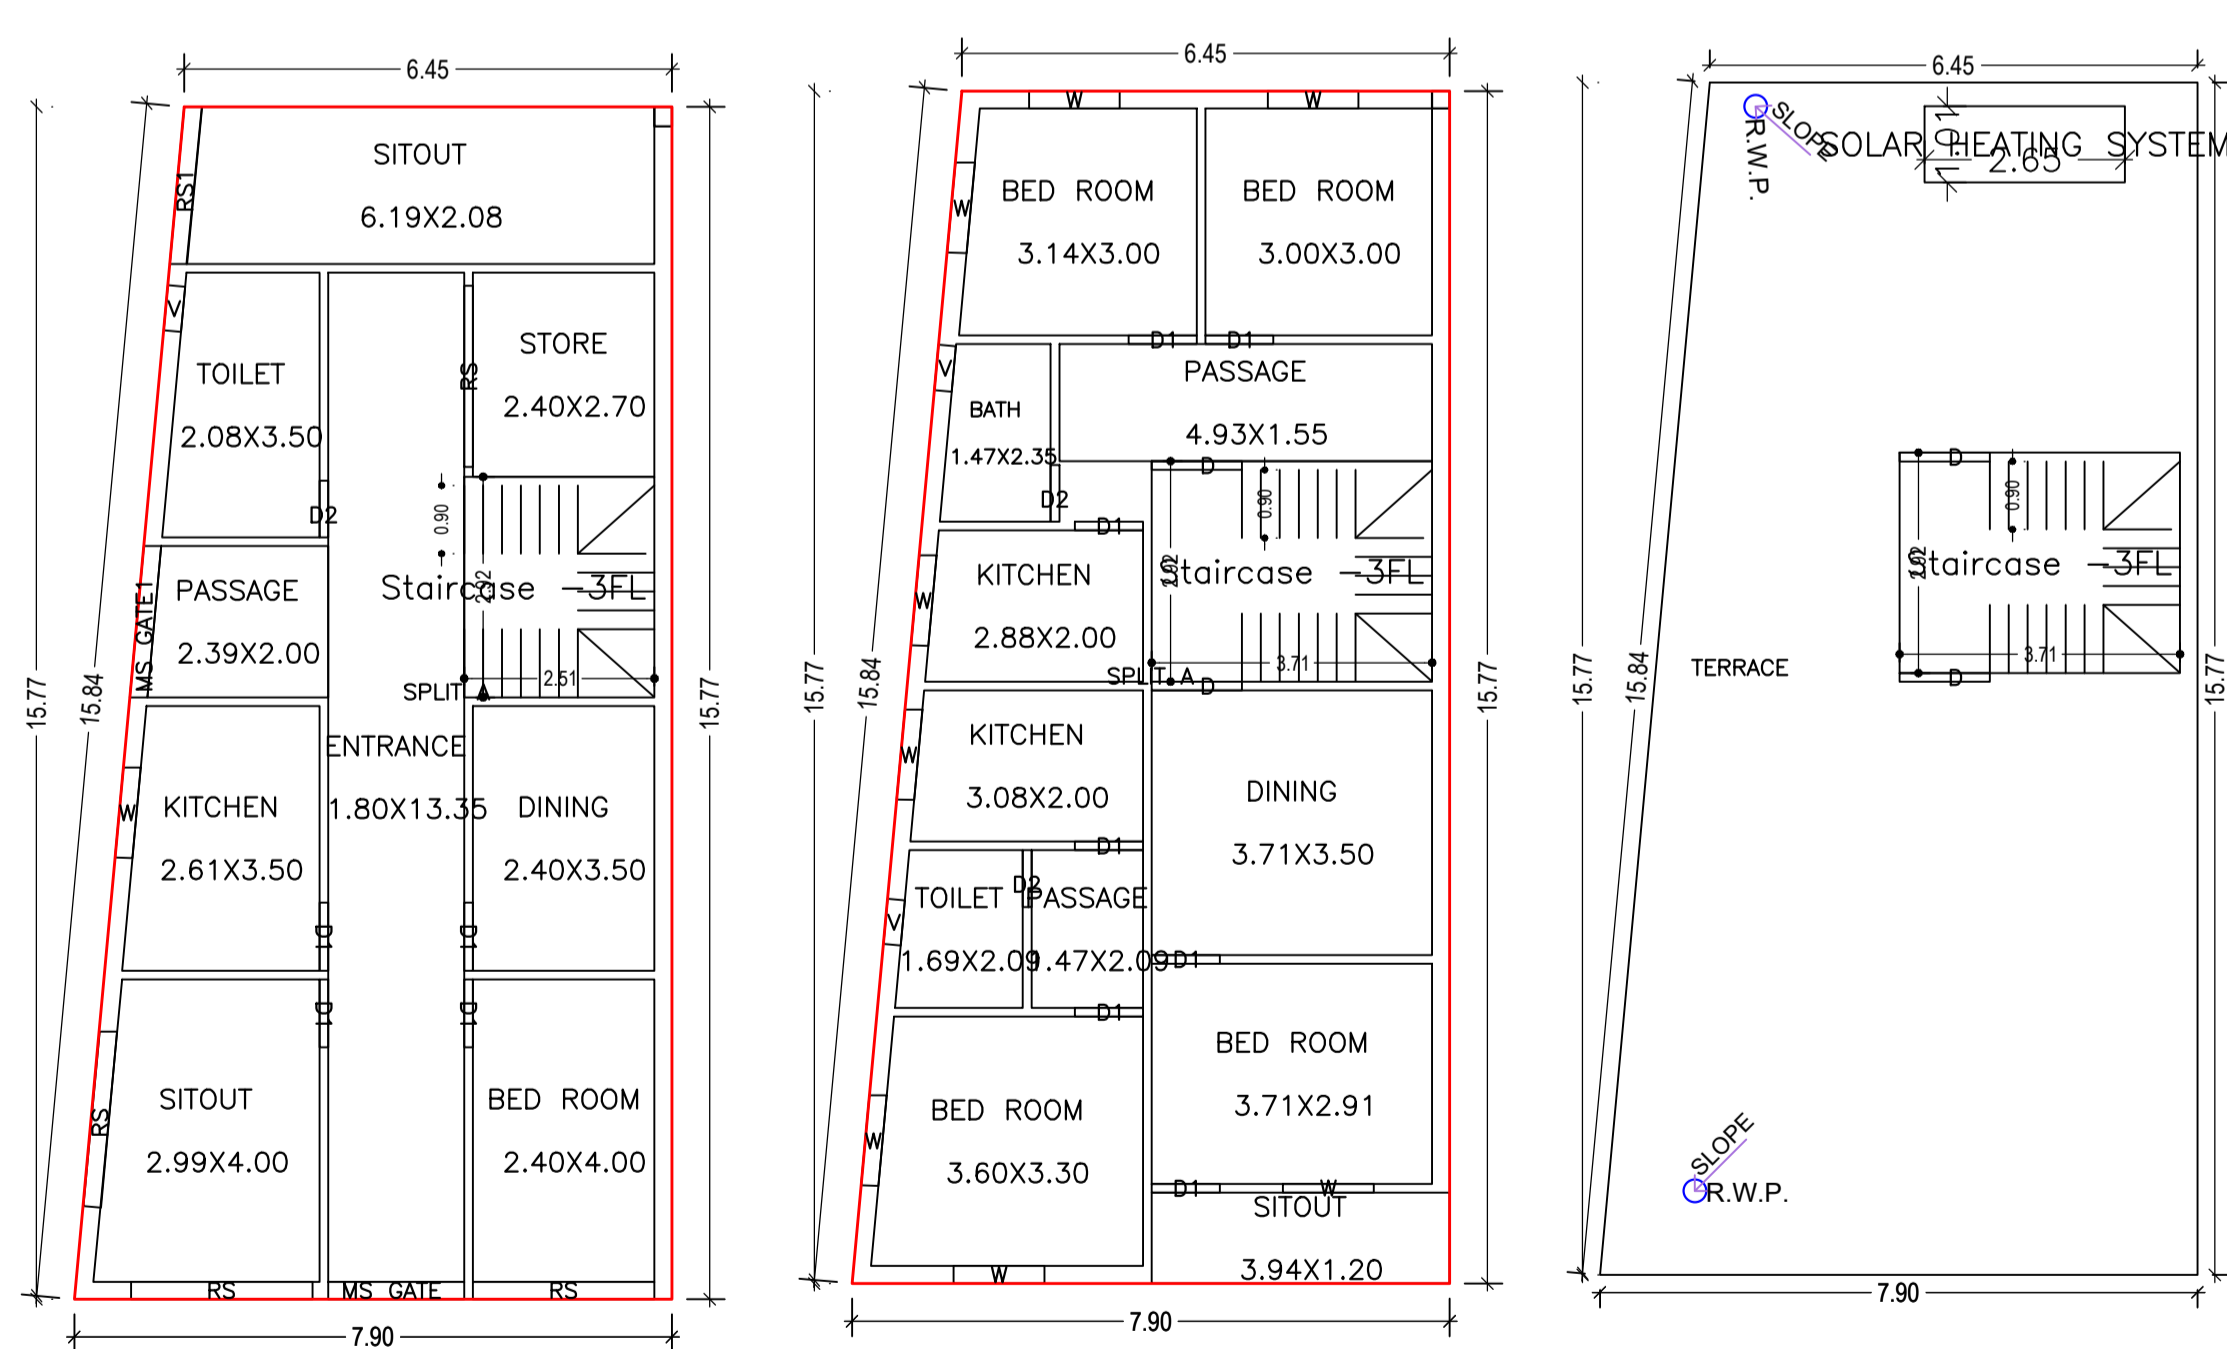 6.45
SITOUT
6.19X2.08
RS1
V
TOILET
2.08X3.50
D2
RS
STORE
2.40X2.70
0.90
2.92
Staircase -3FL
2.51
SPLIT A
PASSAGE
2.39X2.00
MS GATE1
ENTRANCE
1.80X13.35
KITCHEN
2.61X3.50
W
DINING
2.40X3.50
D1
D1
D1
D1
SITOUT
2.99X4.00
RS
BED ROOM
2.40X4.00
RS
MS GATE
RS
15.77
15.84
15.77
7.90
6.45
W
W
BED ROOM
3.14X3.00
W
BED ROOM
3.00X3.00
D1
D1
PASSAGE
4.93X1.55
V
BATH
1.47X2.35
D2
D
0.90
D1
KITCHEN
2.88X2.00
W
Staircase -3FL
3.71
SPLIT A
D
KITCHEN
3.08X2.00
W
D1
DINING
3.71X3.50
TOILET
1.69X2.09
V
D2
PASSAGE
1.47X2.09
D1
D1
BED ROOM
3.71X2.91
BED ROOM
3.60X3.30
W
D1
W
SITOUT
3.94X1.20
W
15.77
15.84
15.77
7.90
6.45
SLOPE
R.W.P.
SOLAR HEATING SYSTEM
1.01
2.65
D
0.90
Staircase -3FL
3.71
D
TERRACE
SLOPE
R.W.P.
15.77
15.84
15.77
7.90